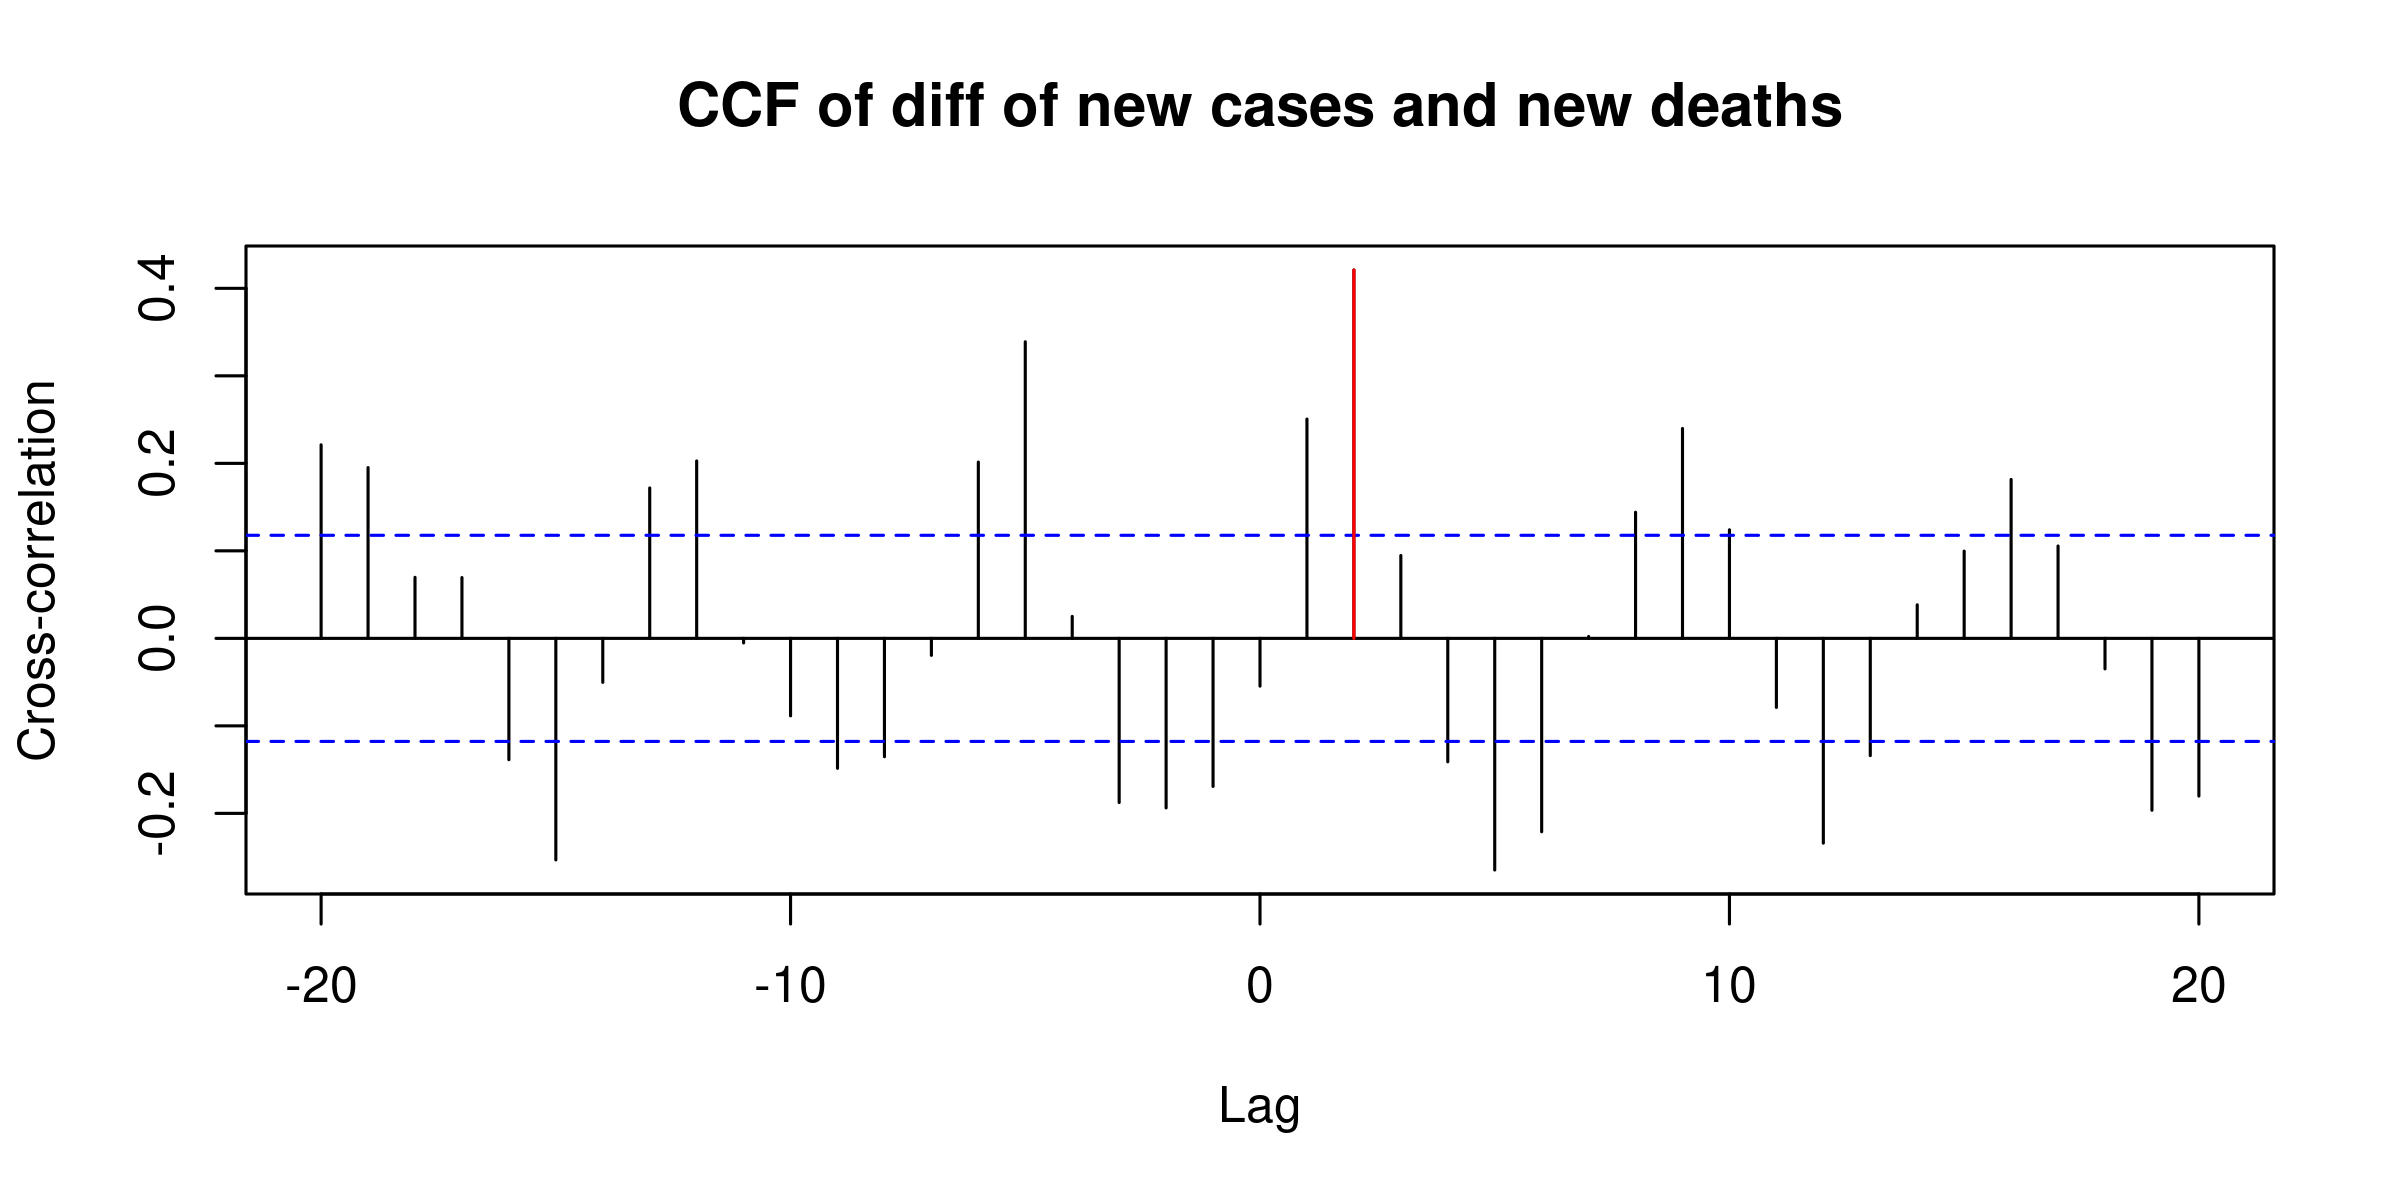 CCF of diff of new cases and new deaths
Cross-correlation
0.4
0.2
0.0
-0.2
-20 -10 0 10 20
Lag